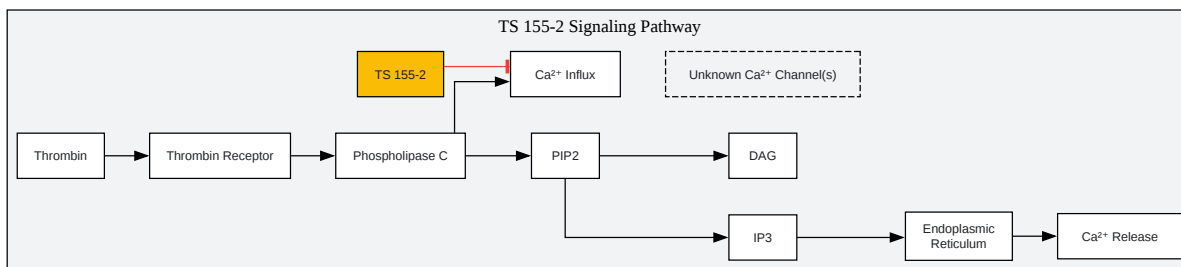 TS 155-2 Signaling Pathway
TS 155-2
Ca²⁺ Influx
Unknown Ca²⁺ Channel(s)
Thrombin
Thrombin Receptor
Phospholipase C
PIP2
DAG
IP3
Endoplasmic
Reticulum
Ca²⁺ Release